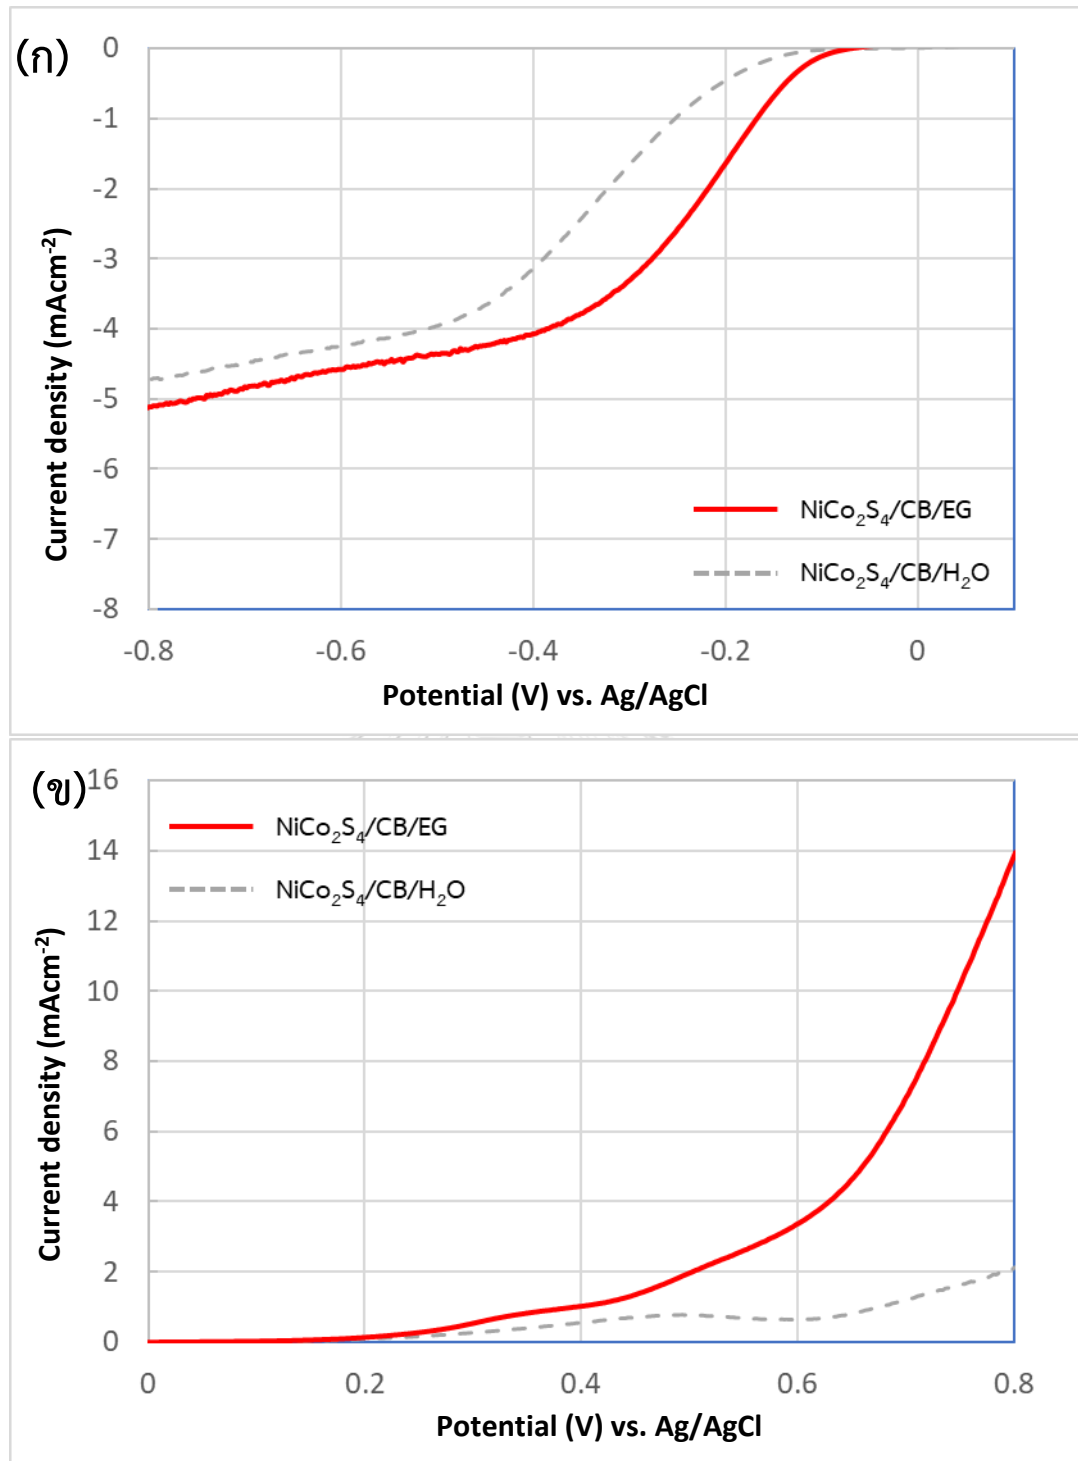 (ก)
0
-1
-2
-3
-4
-5
-6
-7
-8
Current density (mAcm⁻²)
NiCo₂S₄/CB/EG
NiCo₂S₄/CB/H₂O
-0.8 -0.6 -0.4 -0.2 0
Potential (V) vs. Ag/AgCl
(ข)
16
14
12
10
8
6
4
2
0
Current density (mAcm⁻²)
NiCo₂S₄/CB/EG
NiCo₂S₄/CB/H₂O
0 0.2 0.4 0.6 0.8
Potential (V) vs. Ag/AgCl